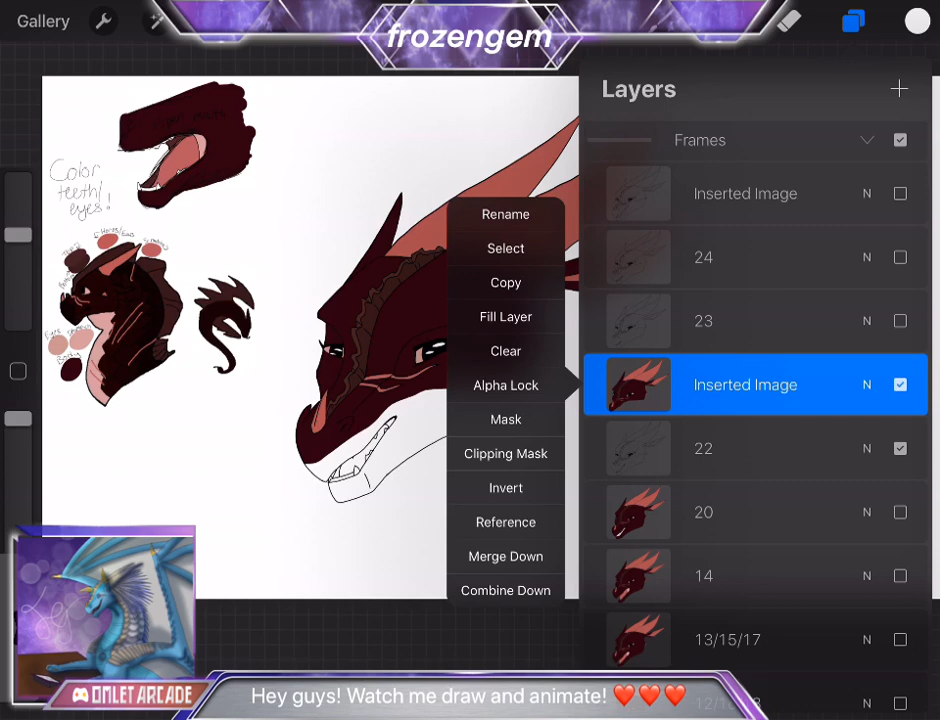 Gallery
frozengem
Layers
Frames
Inserted Image N
24 N
23 N
Inserted Image N
22 N
20 N
14 N
13/15/17 N
N
Rename
Select
Copy
Fill Layer
Clear
Alpha Lock
Mask
Clipping Mask
Invert
Reference
Merge Down
Combine Down
Color
teeth/
eyes!
Body
OMLET ARCADE
Hey guys! Watch me draw and animate! ❤️❤️❤️